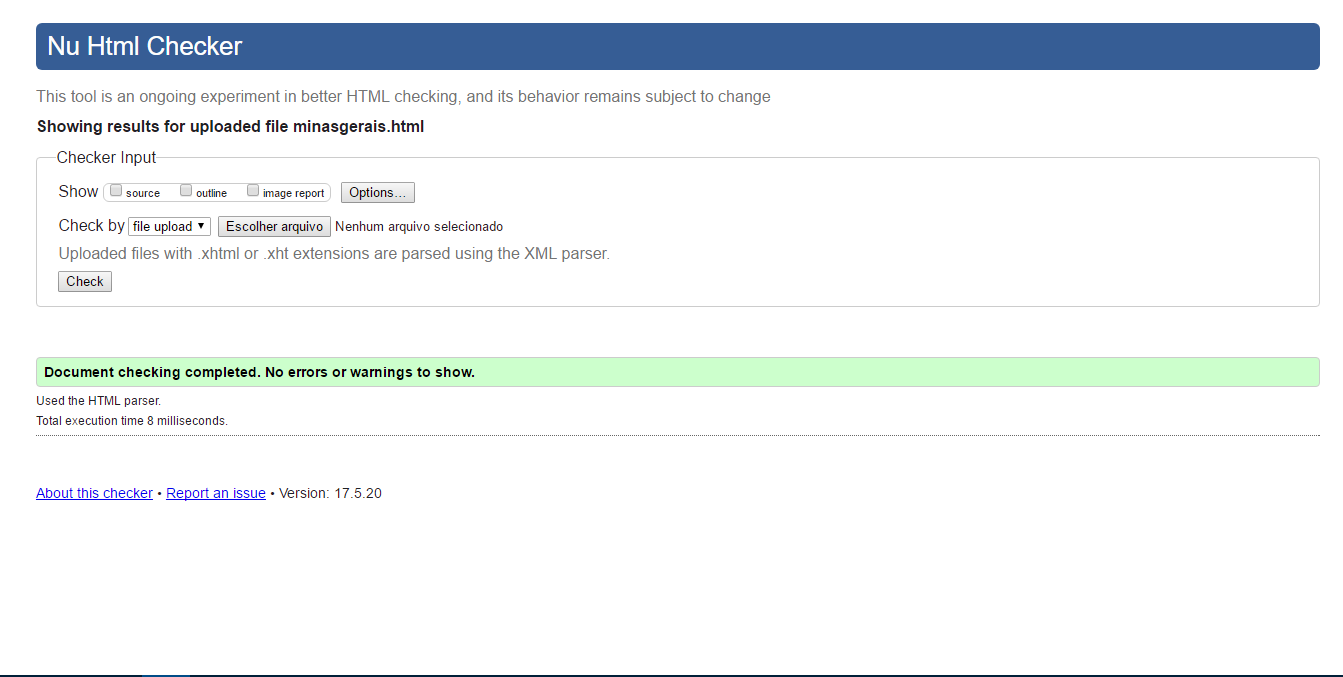 Nu Html Checker
This tool is an ongoing experiment in better HTML checking, and its behavior remains subject to change
Showing results for uploaded file minasgerais.html
Checker Input
Show source outline image report Options...
Check by file upload Escolher arquivo Nenhum arquivo selecionado
Uploaded files with .xhtml or .xht extensions are parsed using the XML parser.
Check
Document checking completed. No errors or warnings to show.
Used the HTML parser.
Total execution time 8 milliseconds.
About this checker • Report an issue • Version: 17.5.20